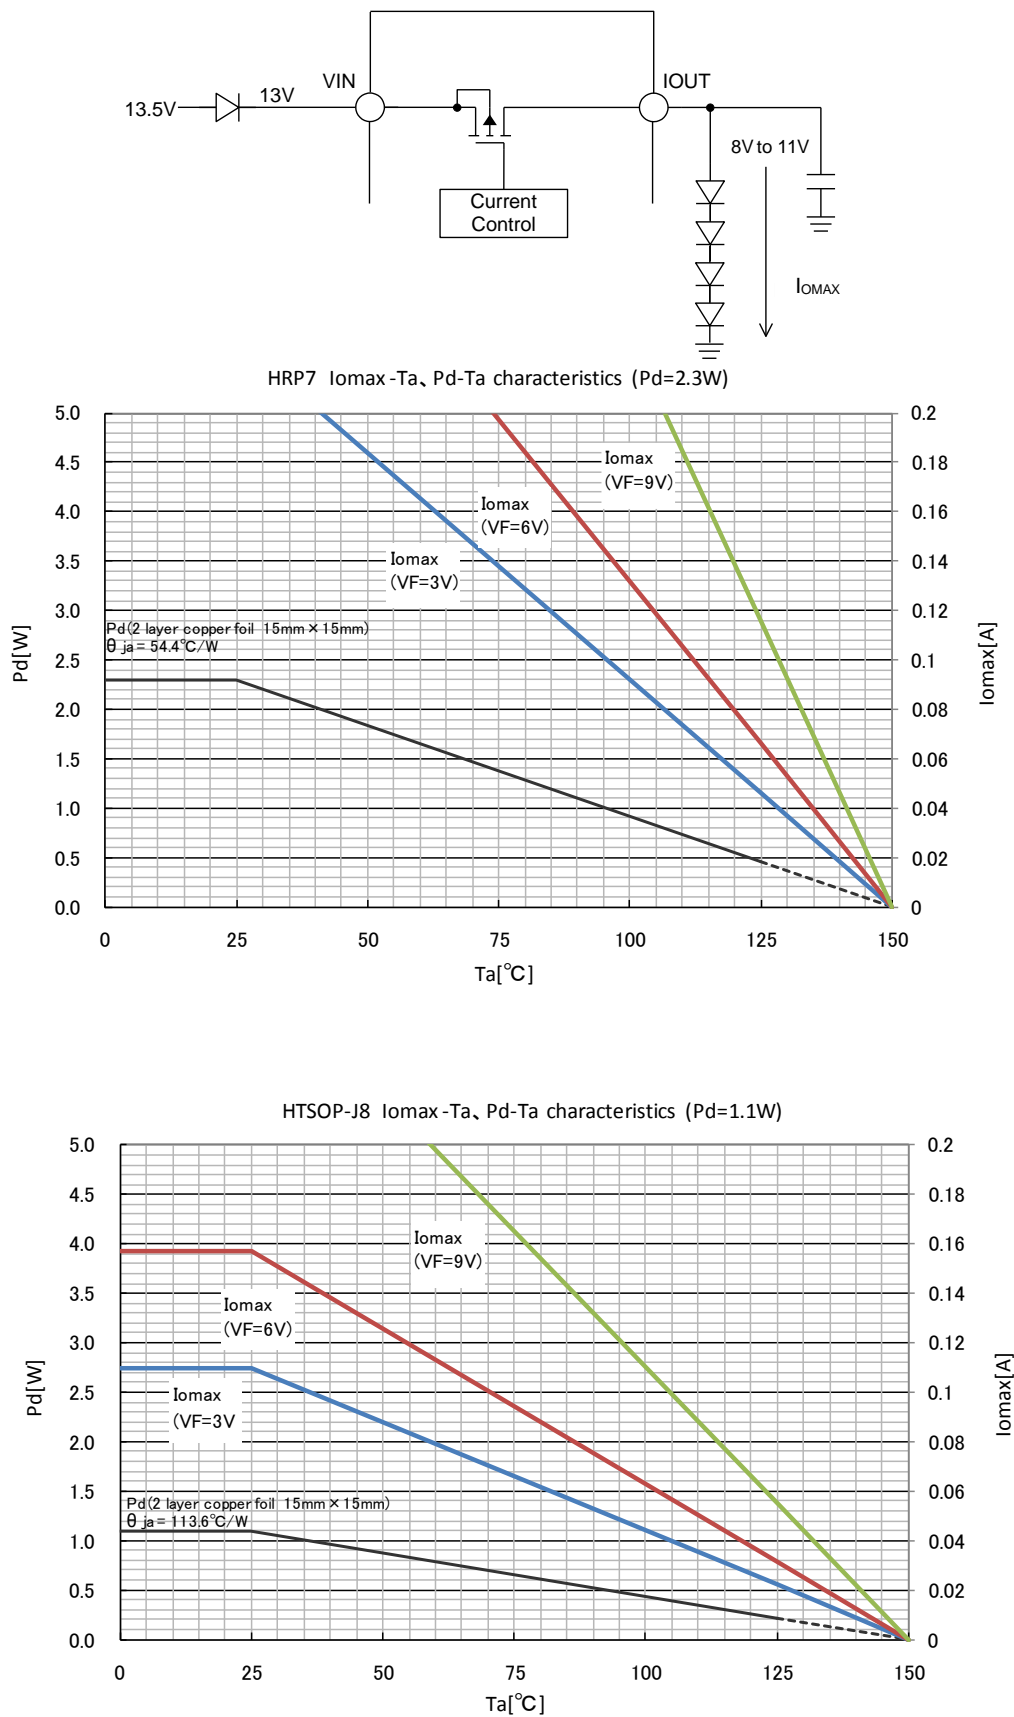 VIN
IOUT
13.5V
13V
8V to 11V
Current
Control
IOMAX
HRP7 Iomax -Ta、Pd-Ta characteristics (Pd=2.3W)
5.0
4.5
4.0
3.5
3.0
2.5
2.0
1.5
1.0
0.5
0.0
Pd[W]
0.2
0.18
0.16
0.14
0.12
0.1
0.08
0.06
0.04
0.02
0
Iomax[A]
Iomax
(VF=9V)
Iomax
(VF=6V)
Iomax
(VF=3V)
Pd(2 layer copper foil 15mm×15mm)
θ ja = 54.4℃/W
0 25 50 75 100 125 150
Ta[℃]
HTSOP-J8 Iomax -Ta、Pd-Ta characteristics (Pd=1.1W)
5.0
4.5
4.0
3.5
3.0
2.5
2.0
1.5
1.0
0.5
0.0
Pd[W]
0.2
0.18
0.16
0.14
0.12
0.1
0.08
0.06
0.04
0.02
0
Iomax[A]
Iomax
(VF=9V)
Iomax
(VF=6V)
Iomax
(VF=3V
Pd(2 layer copper foil 15mm×15mm)
θ ja = 113.6℃/W
0 25 50 75 100 125 150
Ta[℃]